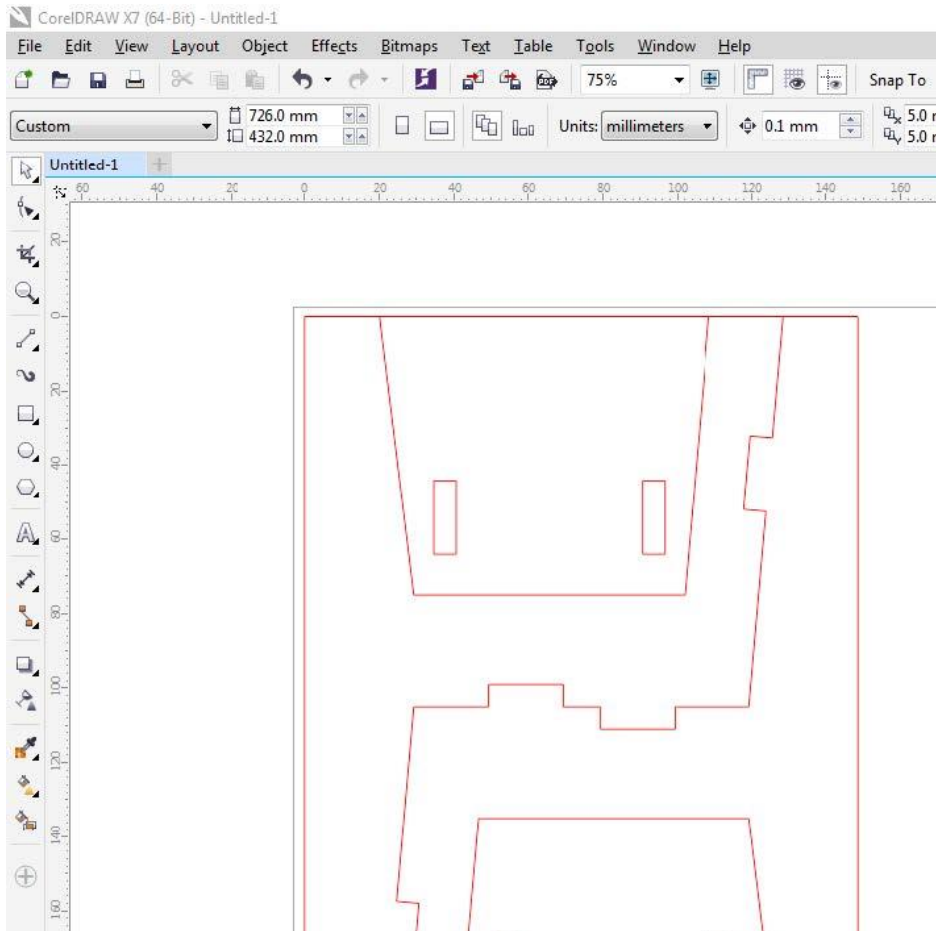 CorelDRAW X7 (64-Bit) - Untitled-1
File Edit View Layout Object Effects Bitmaps Text Table Tools Window Help
75% Snap To
Custom 726.0 mm 432.0 mm Units: millimeters 0.1 mm 5.0 5.0
Untitled-1
60 40 20 0 20 40 60 80 100 120 140 160
20
0
20
40
60
80
100
120
140
160